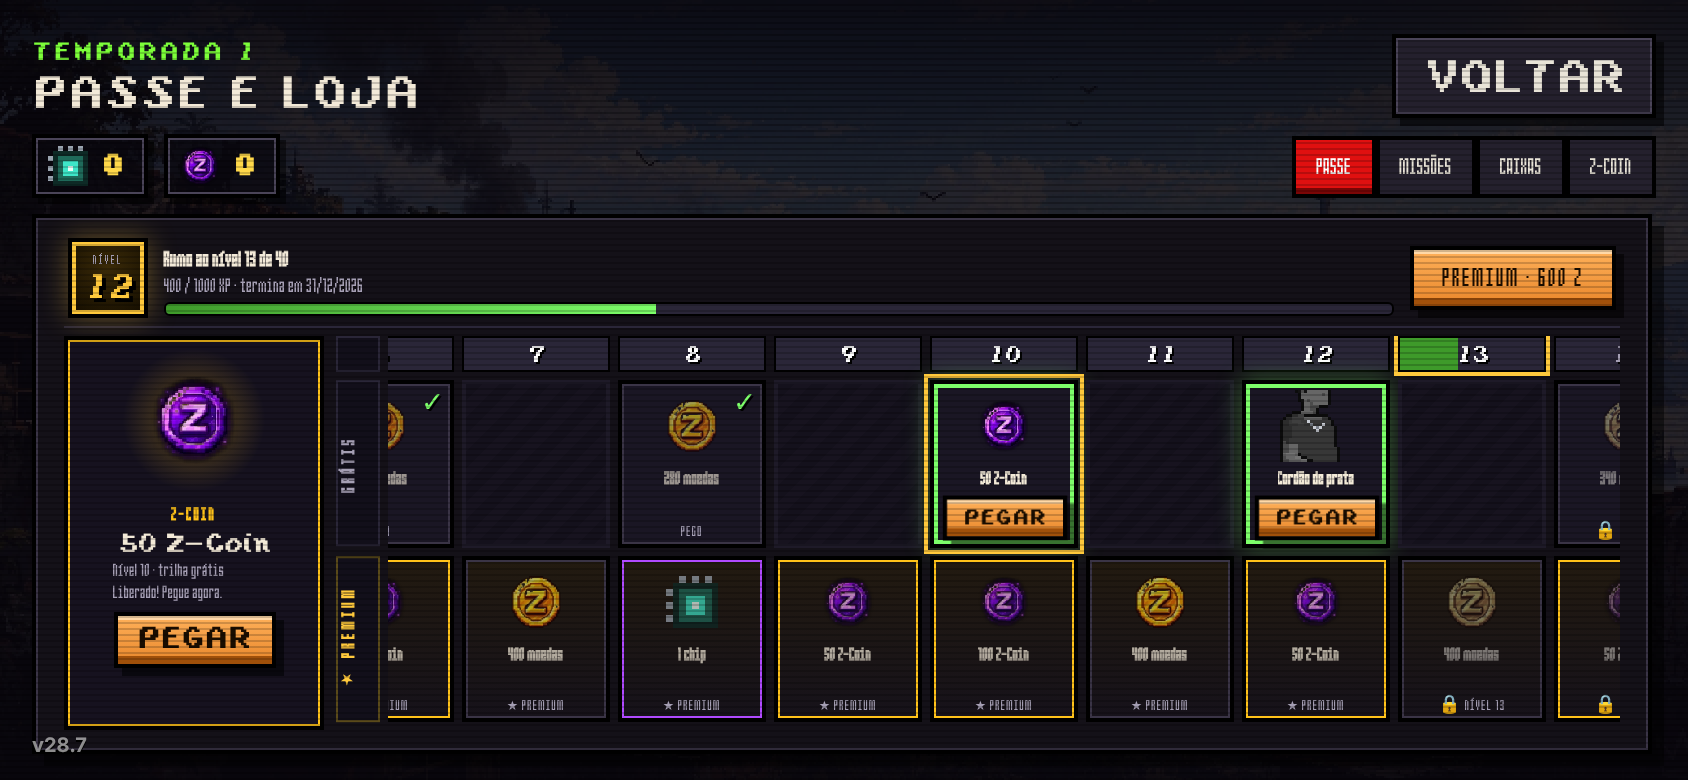 TEMPORADA 1
PASSE E LOJA
VOLTAR
0
0
PASSE
MISSÕES
CAIXAS
Z-COIN
NÍVEL
12
Rumo ao nível 13 de 40
400 / 1000 XP · termina em 31/12/2026
PREMIUM · 600 Z
7
8
9
10
11
12
13
Z-COIN
50 Z-Coin
Nível 10 · trilha grátis
Liberado! Pegue agora.
PEGAR
GRÁTIS
✓
✓
280 moedas
PEGO
50 Z-Coin
PEGAR
Cordão de prata
PEGAR
★ PREMIUM
400 moedas
★ PREMIUM
1 chip
★ PREMIUM
50 Z-Coin
★ PREMIUM
100 Z-Coin
★ PREMIUM
400 moedas
★ PREMIUM
50 Z-Coin
★ PREMIUM
400 moedas
NÍVEL 13
50
v28.7